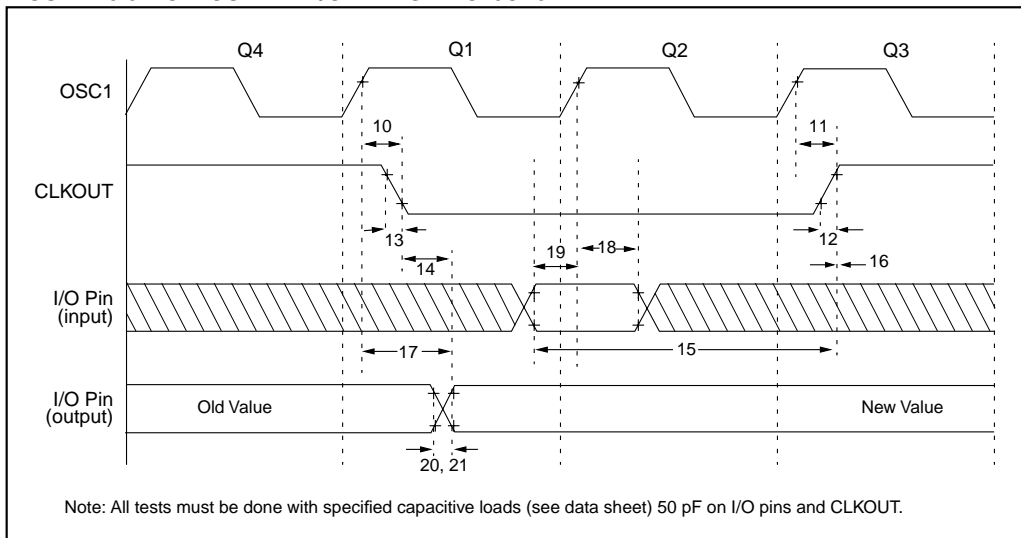 Q4 Q1 Q2 Q3
OSC1
10 11
CLKOUT
13 12
14 19 18 16
I/O Pin
(input)
17 15
I/O Pin
(output)
Old Value New Value
20, 21
Note: All tests must be done with specified capacitive loads (see data sheet) 50 pF on I/O pins and CLKOUT.